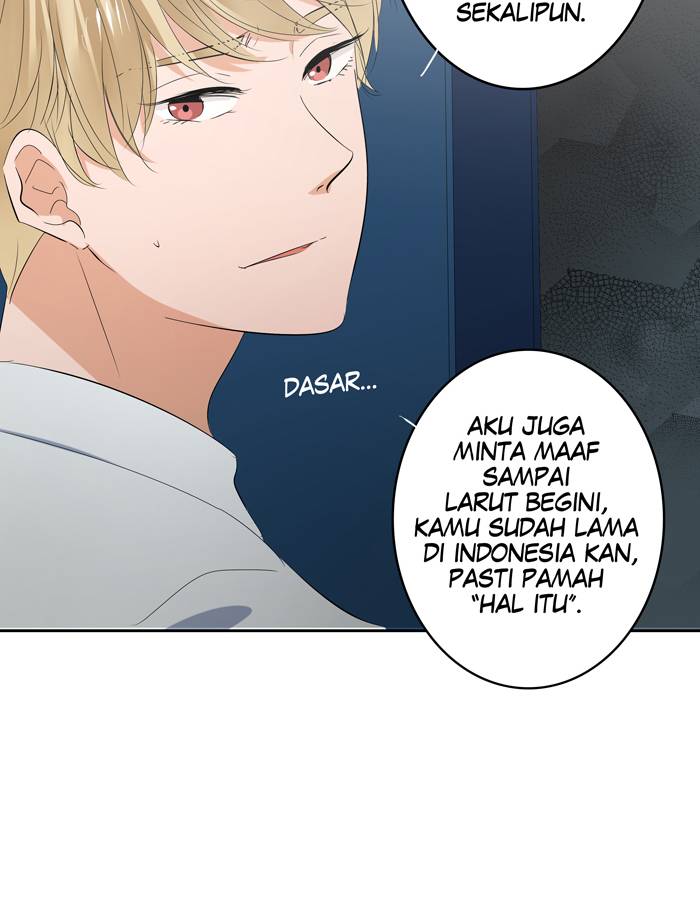 SEKALIPUN.
DASAR...
AKU JUGA
MINTA MAAF
SAMPAI
LARUT BEGINI,
KAMU SUDAH LAMA
DI INDONESIA KAN,
PASTI PAMAH
"HAL ITU".